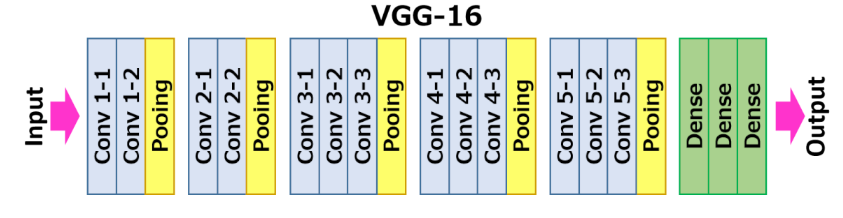 VGG-16
Input
Conv 1-1
Conv 1-2
Pooing
Conv 2-1
Conv 2-2
Pooing
Conv 3-1
Conv 3-2
Conv 3-3
Pooing
Conv 4-1
Conv 4-2
Conv 4-3
Pooing
Conv 5-1
Conv 5-2
Conv 5-3
Pooing
Dense
Dense
Dense
Output